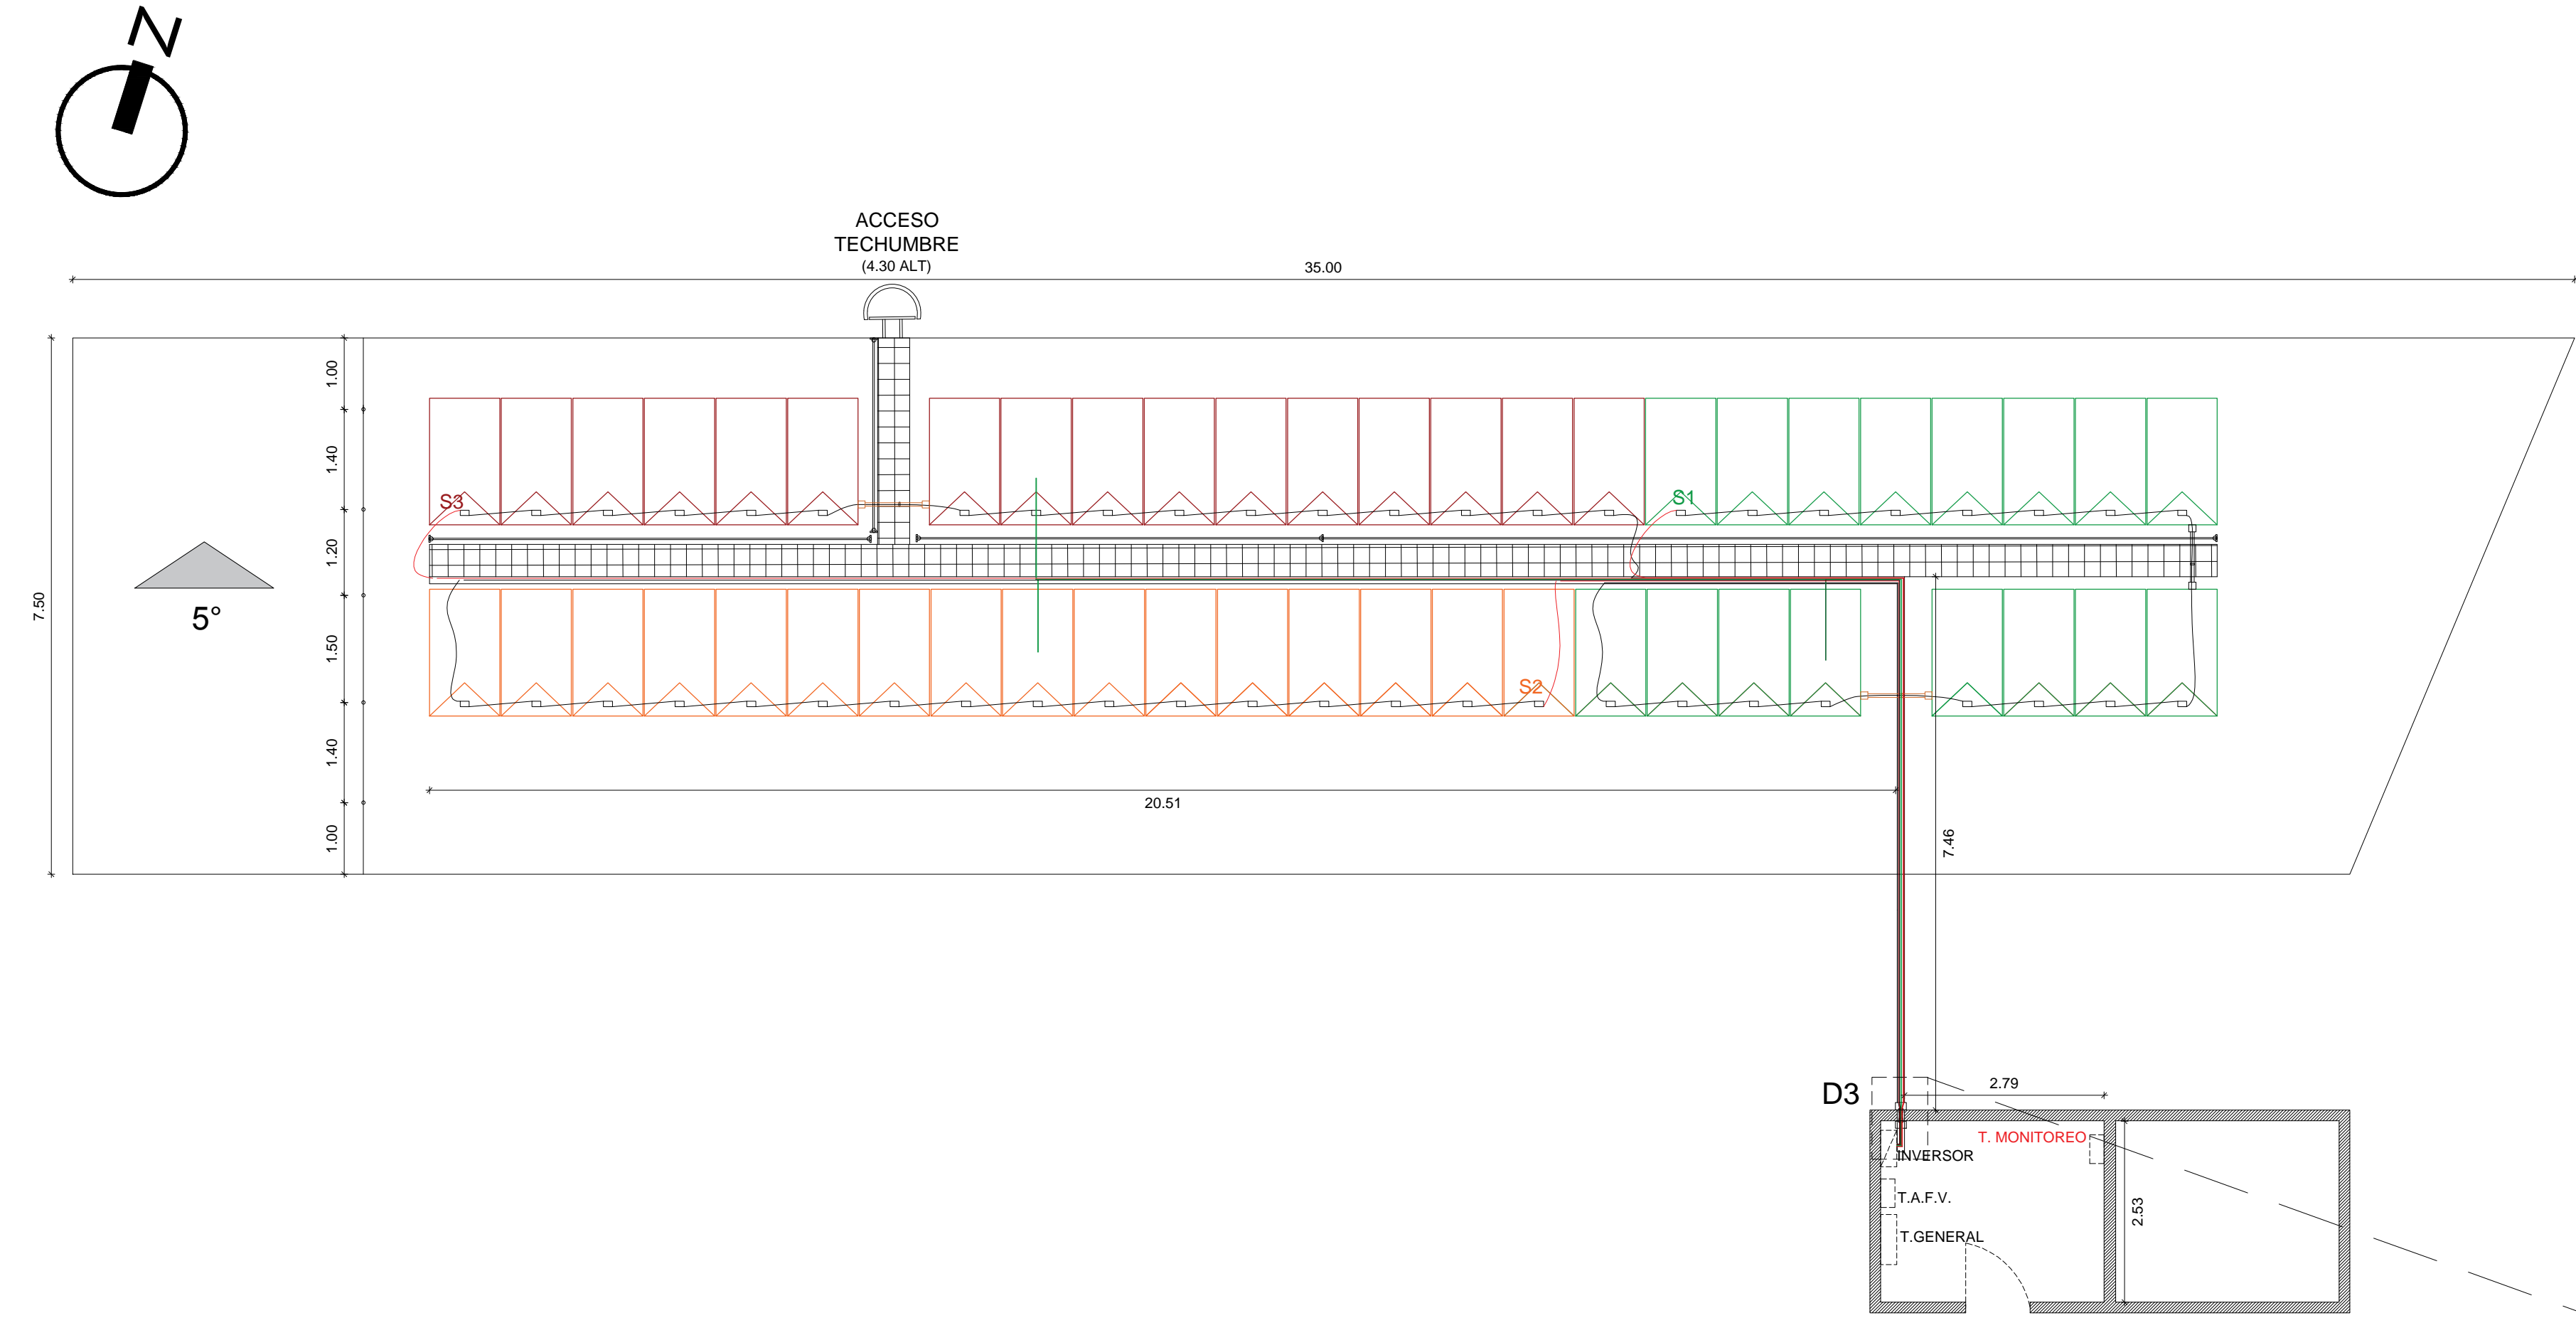 N
ACCESO
TECHUMBRE
(4.30 ALT)
35.00
7.50
1.00
1.40
1.20
1.50
1.40
1.00
5°
S3
S1
S2
20.51
7.46
D3
2.79
T. MONITOREO
INVERSOR
T.A.F.V.
T.GENERAL
2.53